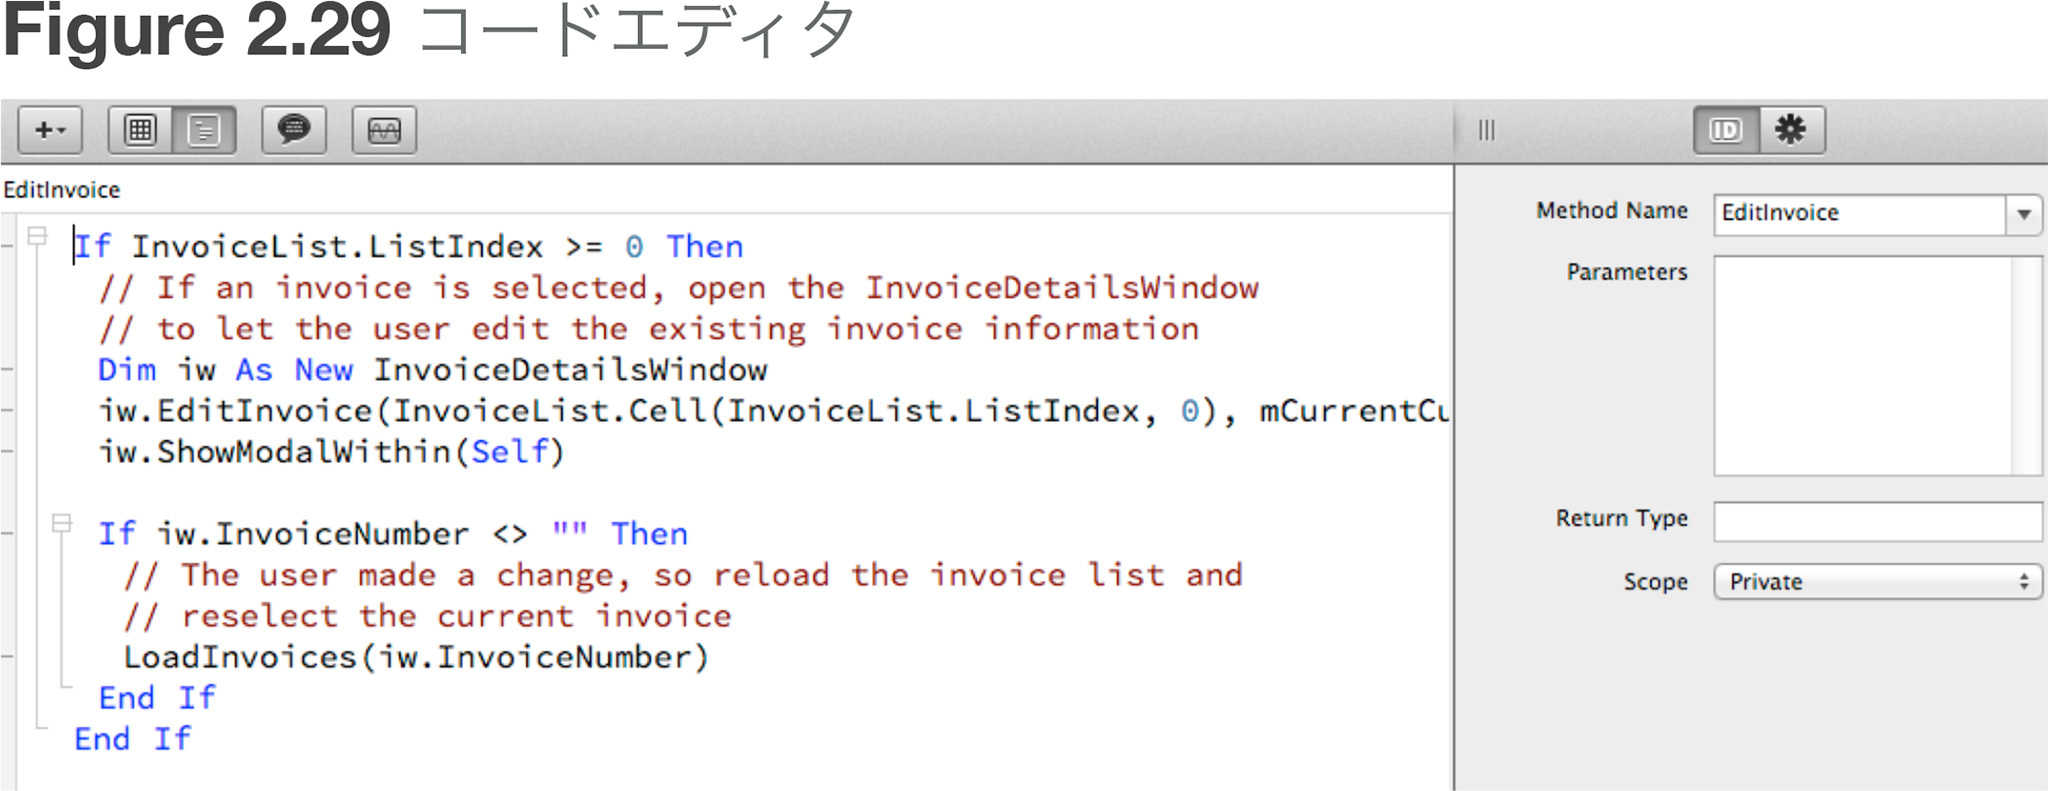 Figure 2.29 コードエディタ
ID
EditInvoice
If InvoiceList.ListIndex >= 0 Then
// If an invoice is selected, open the InvoiceDetailsWindow
// to let the user edit the existing invoice information
Dim iw As New InvoiceDetailsWindow
iw.EditInvoice(InvoiceList.Cell(InvoiceList.ListIndex, 0), mCurrentCu
iw.ShowModalWithin(Self)
If iw.InvoiceNumber <> "" Then
// The user made a change, so reload the invoice list and
// reselect the current invoice
LoadInvoices(iw.InvoiceNumber)
End If
End If
Method Name EditInvoice
Parameters
Return Type
Scope Private